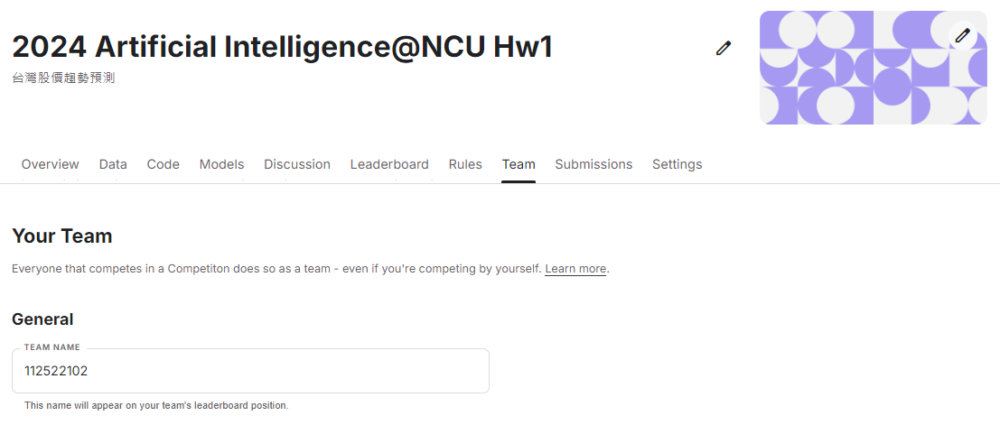 2024 Artificial Intelligence@NCU Hw1
台灣股價趨勢預測
Overview Data Code Models Discussion Leaderboard Rules Team Submissions Settings
Your Team
Everyone that competes in a Competiton does so as a team - even if you're competing by yourself. Learn more.
General
TEAM NAME
112522102
This name will appear on your team's leaderboard position.